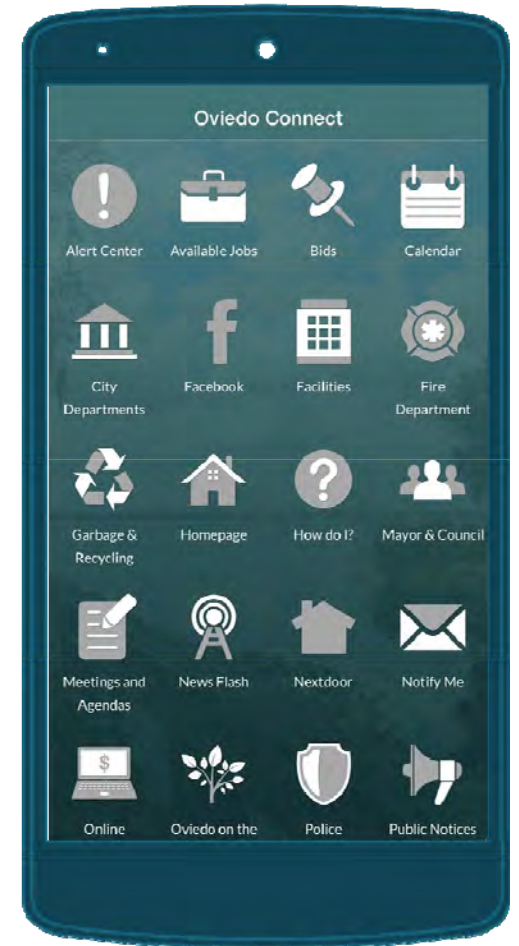 Oviedo Connect
Alert Center
Available Jobs
Bids
Calendar
City
Departments
Facebook
Facilities
Fire
Department
Garbage &
Recycling
Homepage
How do I?
Mayor & Council
Meetings and
Agendas
News Flash
Nextdoor
Notify Me
$
Online
Oviedo on the
Police
Public Notices